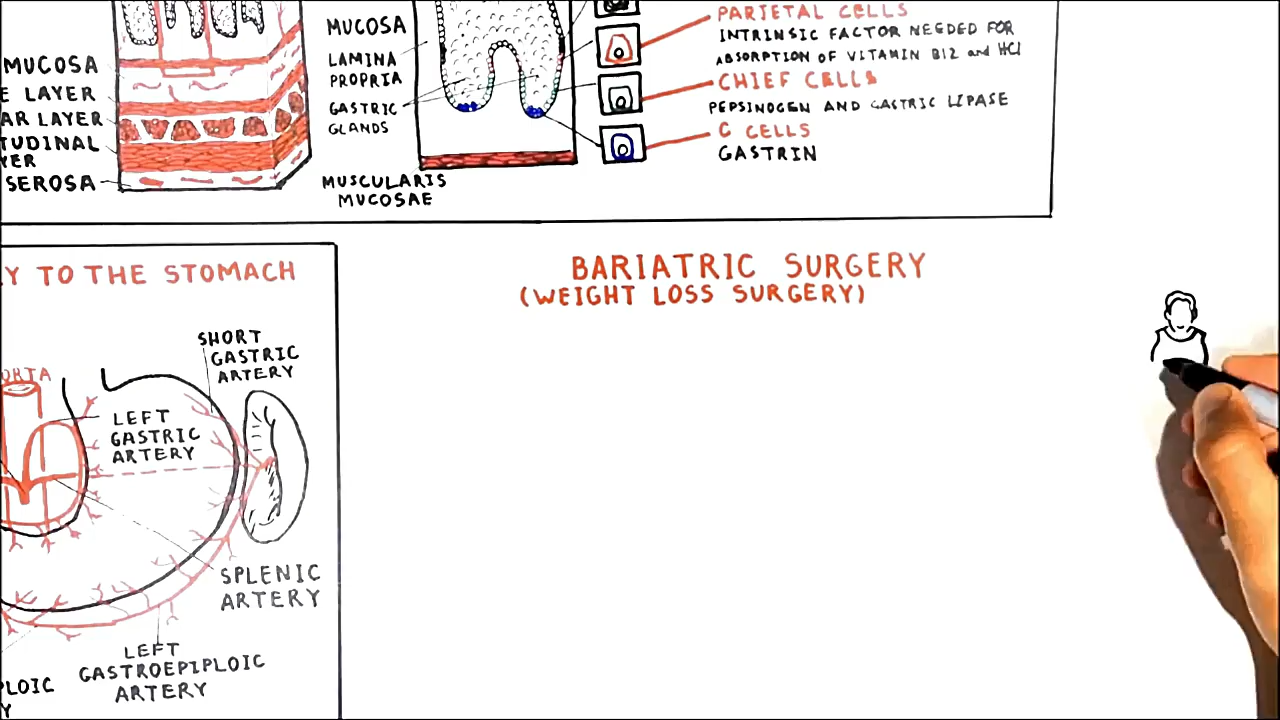 MUCOSA
E LAYER
AR LAYER
TUDINAL
YER
SEROSA
MUCOSA
LAMINA
PROPRIA
GASTRIC
GLANDS
MUSCULARIS
MUCOSAE
PARIETAL CELLS
INTRINSIC FACTOR NEEDED FOR
ABSORPTION OF VITAMIN B12 and HCl
CHIEF CELLS
PEPSINOGEN AND GASTRIC LIPASE
C CELLS
GASTRIN
Y TO THE STOMACH
SHORT
GASTRIC
ARTERY
ORTA
LEFT
GASTRIC
ARTERY
SPLENIC
ARTERY
LEFT
GASTROEPIPLOIC
ARTERY
PLOIC
Y
BARIATRIC SURGERY
(WEIGHT LOSS SURGERY)